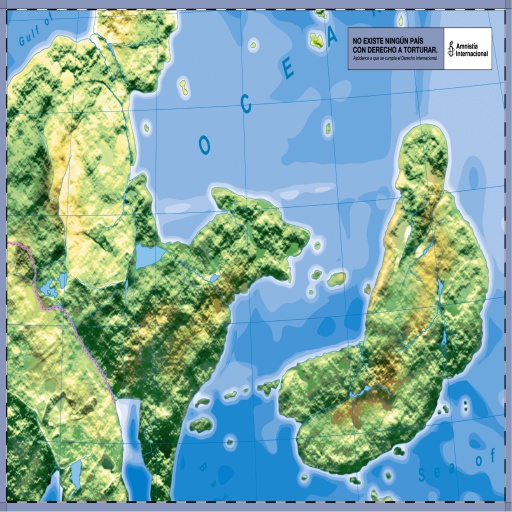 Gulf of
OCEA
NO EXISTE NINGÚN PAÍS
CON DERECHO A TORTURAR.
Ayúdanos a que se cumpla el Derecho Internacional.
Amnistía
Internacional
Sea of